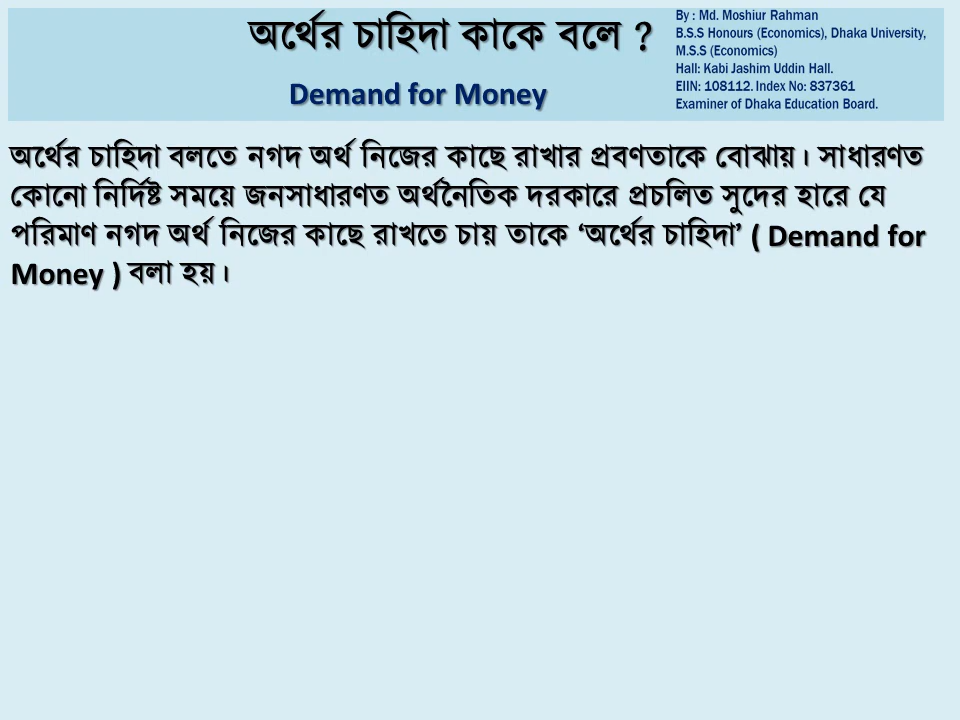 অর্থের চাহিদা কাকে বলে ?
Demand for Money
By : Md. Moshiur Rahman
B.S.S Honours (Economics), Dhaka University,
M.S.S (Economics)
Hall: Kabi Jashim Uddin Hall.
EIIN: 108112. Index No: 837361
Examiner of Dhaka Education Board.
অর্থের চাহিদা বলতে নগদ অর্থ নিজের কাছে রাখার প্রবণতাকে বোঝায়। সাধারণত
কোনো নির্দিষ্ট সময়ে জনসাধারণত অর্থনৈতিক দরকারে প্রচলিত সুদের হারে যে
পরিমাণ নগদ অর্থ নিজের কাছে রাখতে চায় তাকে ‘অর্থের চাহিদা’ ( Demand for
Money ) বলা হয়।